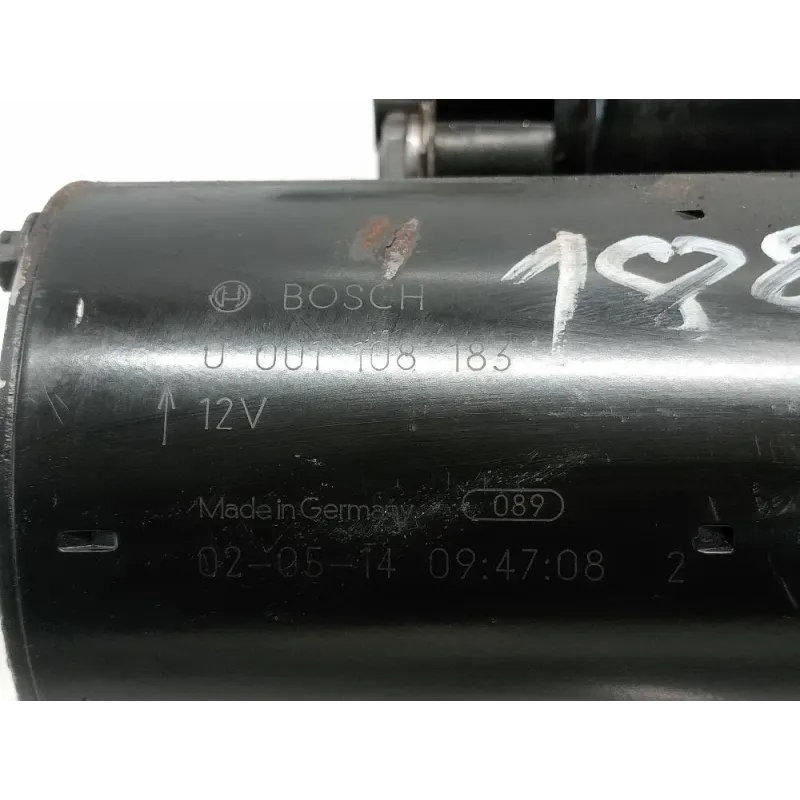 BOSCH
0 001 108 183
12V
Made in Germany 089
02-05-14 09:47:08 2